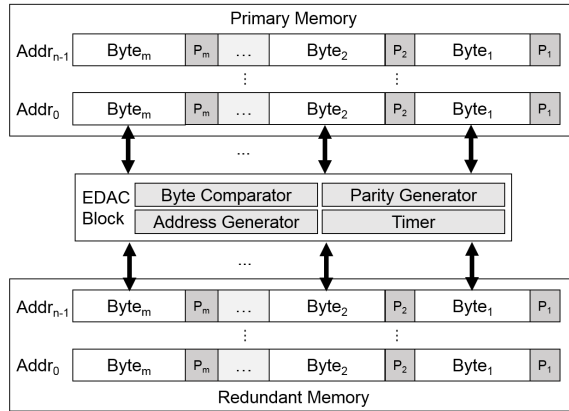 Primary Memory
Addrn-1 Bytem Pm ... Byte2 P2 Byte1 P1
⋮ ⋮
Addr0 Bytem Pm ... Byte2 P2 Byte1 P1
...
EDAC Block
Byte Comparator Parity Generator
Address Generator Timer
...
Addrn-1 Bytem Pm ... Byte2 P2 Byte1 P1
⋮ ⋮
Addr0 Bytem Pm ... Byte2 P2 Byte1 P1
Redundant Memory